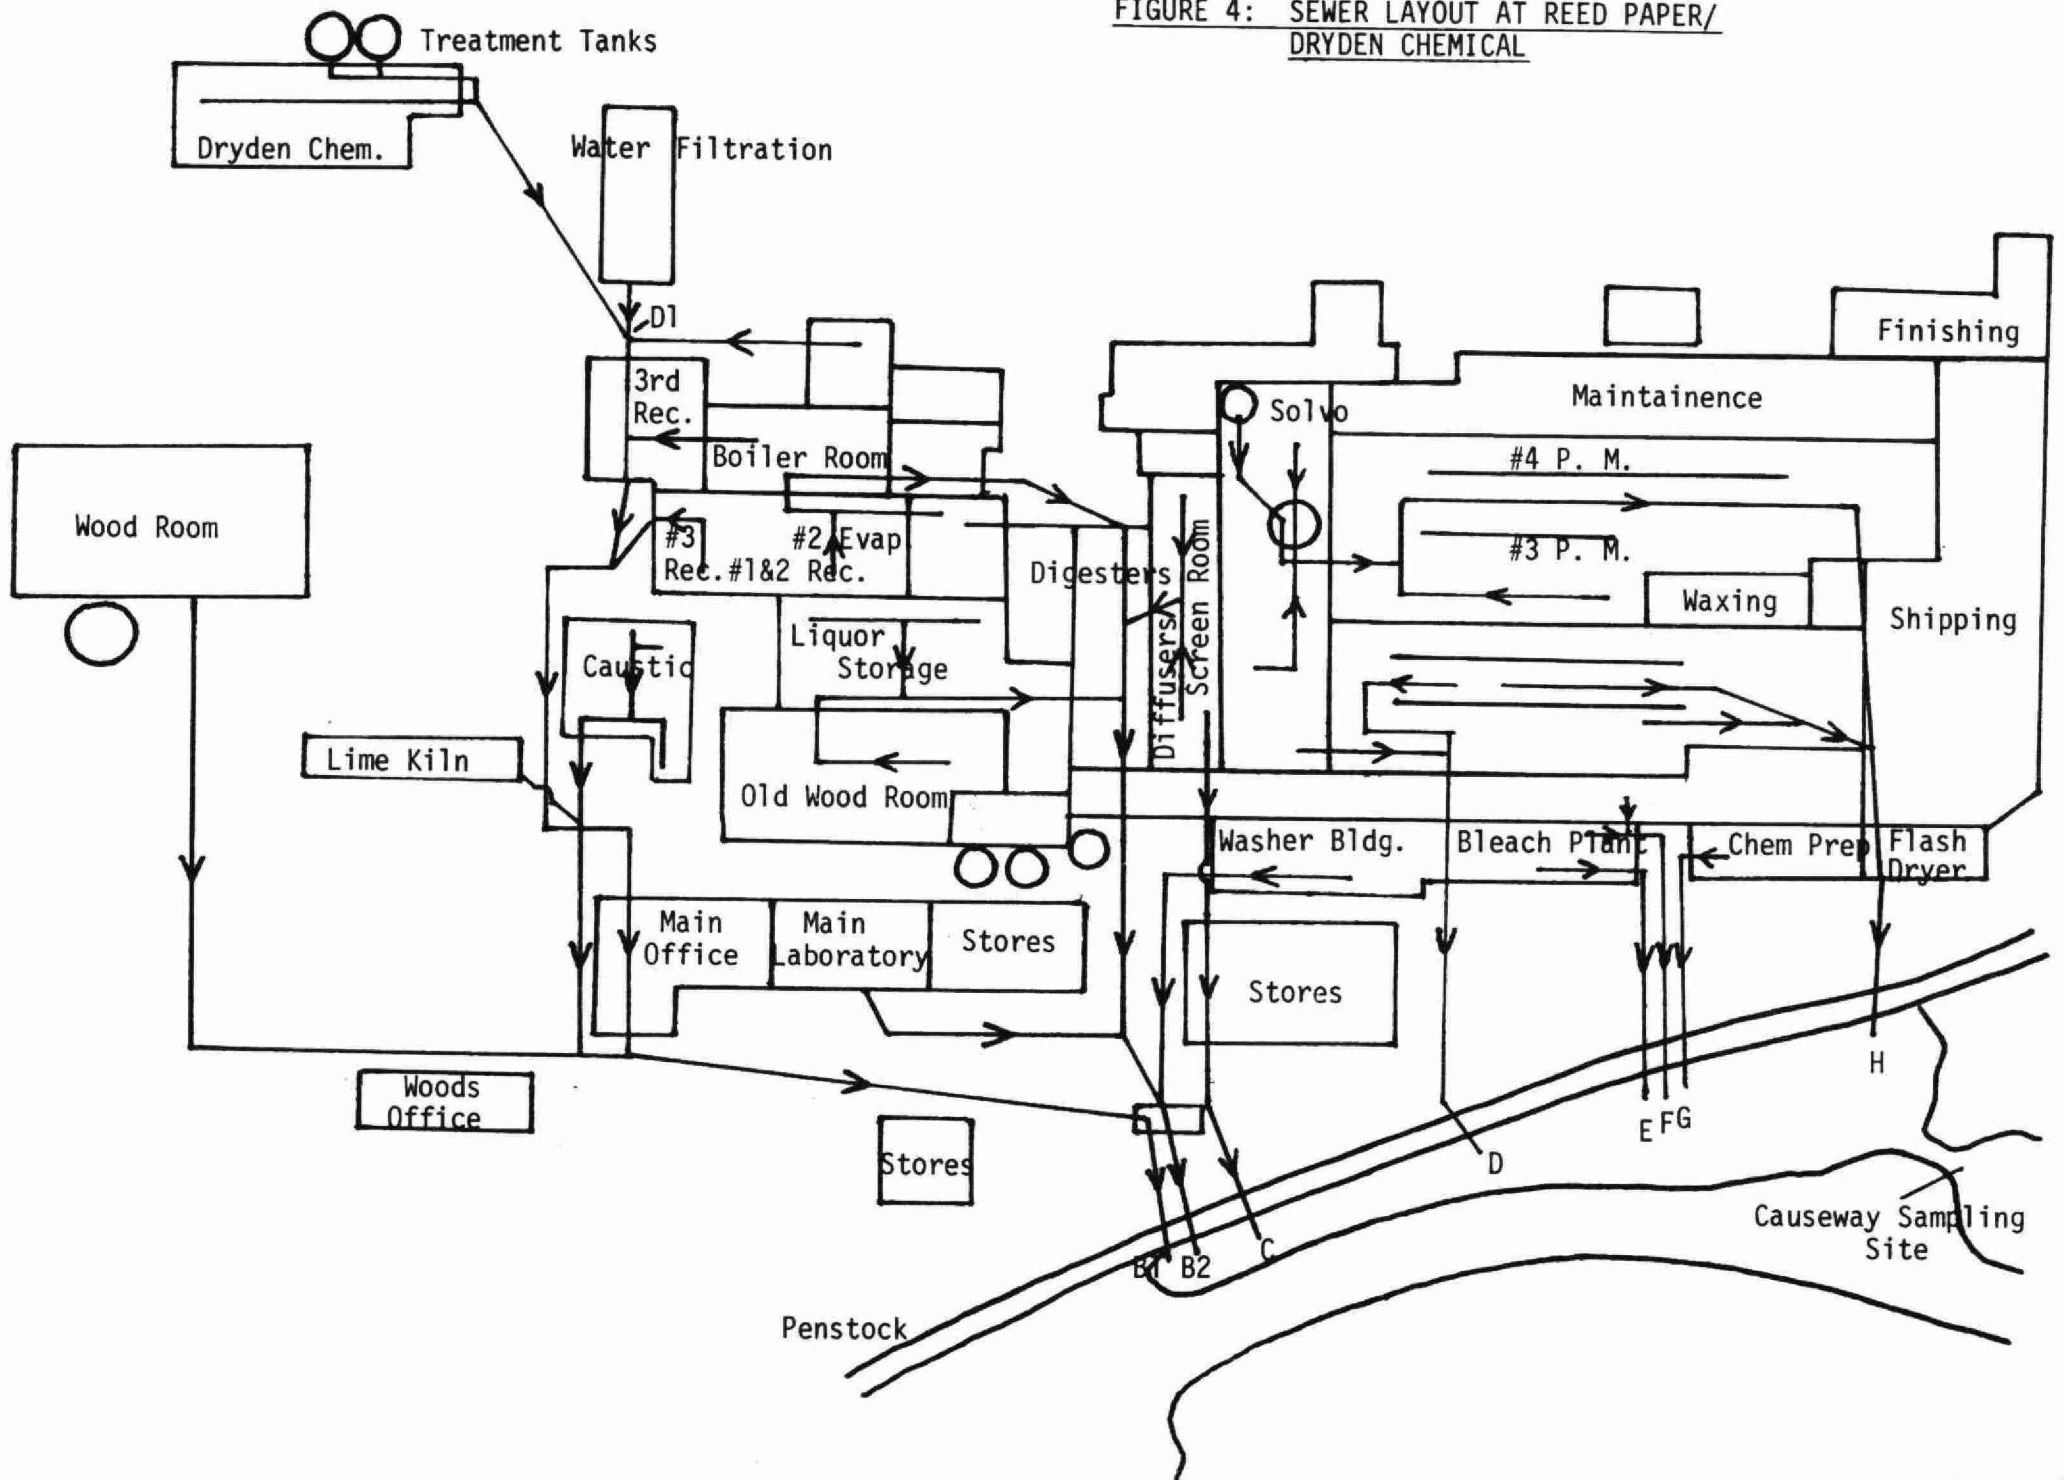 FIGURE 4: SEWER LAYOUT AT REED PAPER/
DRYDEN CHEMICAL
Treatment Tanks
Dryden Chem.
Water Filtration
D1
3rd
Rec.
Boiler Room
Solvo
Finishing
Maintainence
#4 P. M.
#3 P. M.
Waxing
Shipping
Wood Room
#3
Rec.
#2 Evap
#1&2 Rec.
Digesters
Diffusers
Screen Room
Liquor
Storage
Caustic
Lime Kiln
Old Wood Room
Washer Bldg.
Bleach Plant
Chem Prep
Flash
Dryer
Main
Office
Main
Laboratory
Stores
Stores
Woods
Office
Stores
H
E F G
D
C
B1 B2
Causeway Sampling
Site
Penstock